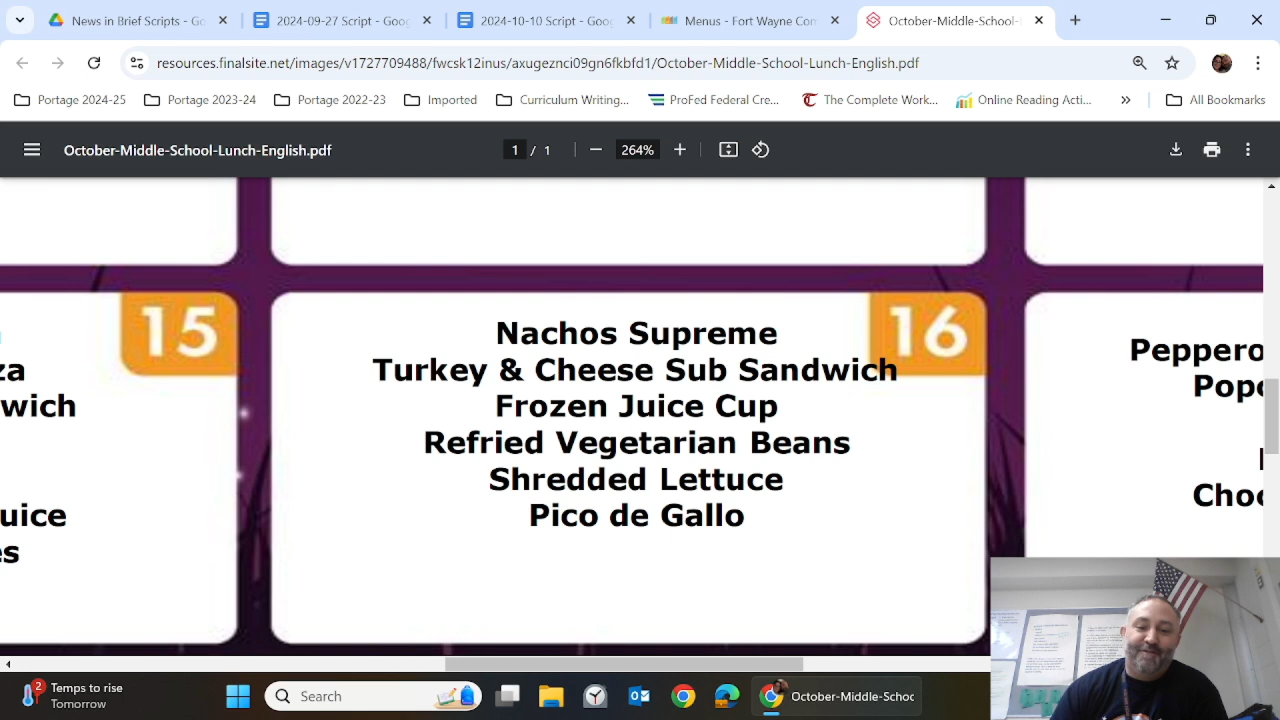 News in Brief Scripts - Go
2024-09-27 Script - Goo
2024-10-10 Script - Goo
Menus - Fort Wayne Com
October-Middle-School-
resources.finalsite.net/images/v1727709488/fwcsk12inus/axugeznci09gn6fkbfd1/October-Middle-School-Lunch-English.pdf
Portage 2024-25
Portage 2023-24
Portage 2022-23
Imported
Curriculum Writing...
ProFed Federal Cre...
The Complete Work...
Online Reading Acti...
All Bookmarks
October-Middle-School-Lunch-English.pdf
1 / 1
264%
15
za
wich
uice
es
16
Nachos Supreme
Turkey & Cheese Sub Sandwich
Frozen Juice Cup
Refried Vegetarian Beans
Shredded Lettuce
Pico de Gallo
Peppero
Popc
Choc
2
Temps to rise
Tomorrow
Search
October-Middle-Schoo